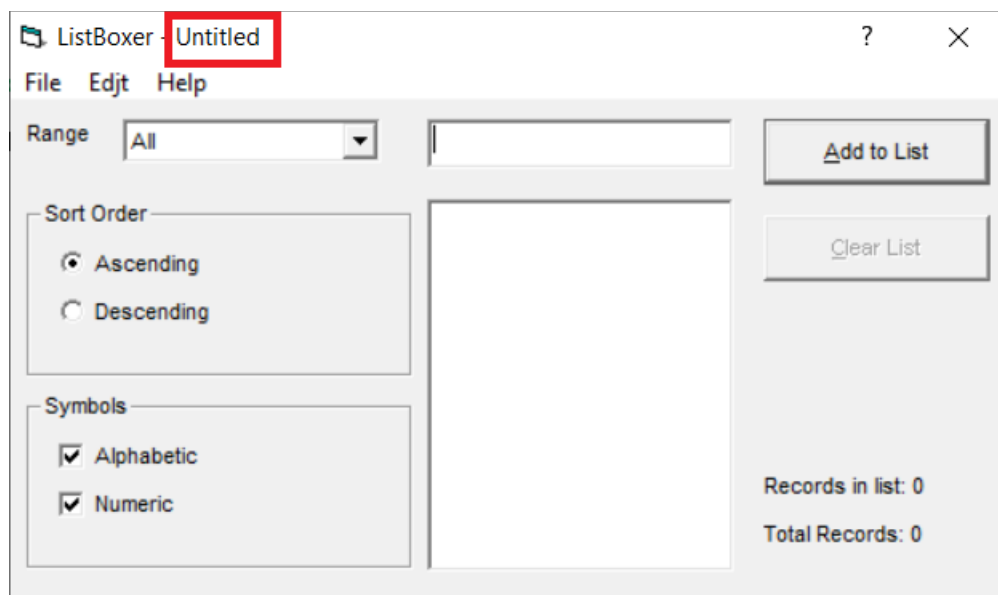 ListBoxer - Untitled ?
File Edjt Help
Range All Add to List
Sort Order Clear List
Ascending
Descending
Symbols
Alphabetic
Numeric
Records in list: 0
Total Records: 0